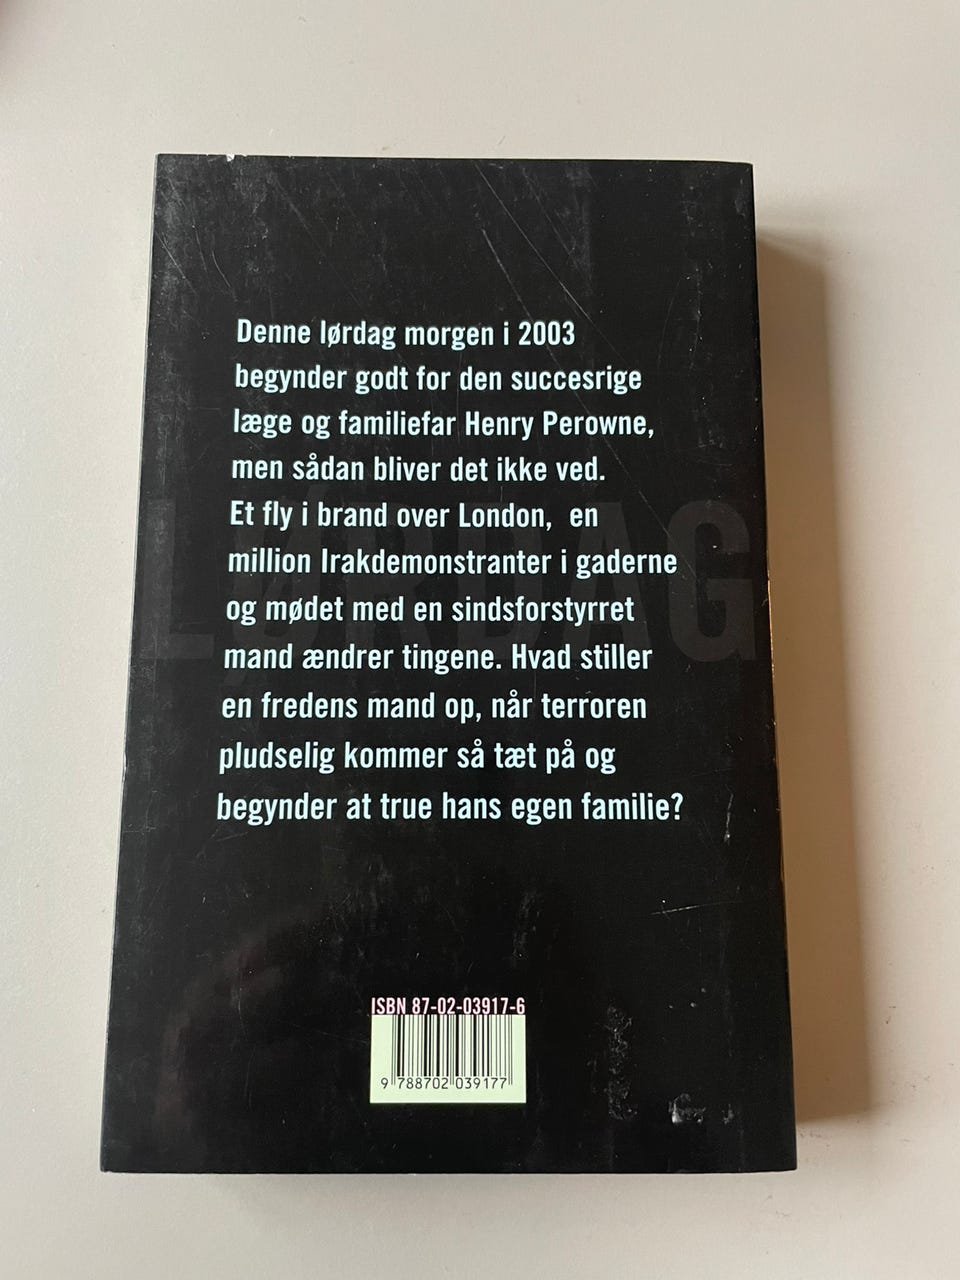 Denne lørdag morgen i 2003
begynder godt for den succesrige
læge og familiefar Henry Perowne,
men sådan bliver det ikke ved.
Et fly i brand over London, en
million Irakdemonstranter i gaderne
og mødet med en sindsforstyrret
mand ændrer tingene. Hvad stiller
en fredens mand op, når terroren
pludselig kommer så tæt på og
begynder at true hans egen familie?
LØRDAG
ISBN 87-02-03917-6
9 788702 039177